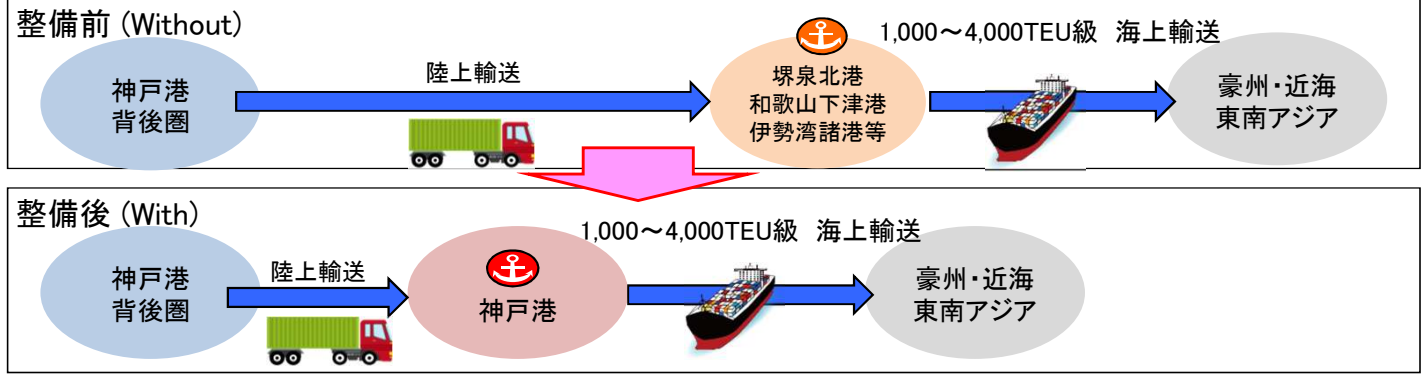 整備前 (Without)
神戸港
背後圏
陸上輸送
堺泉北港
和歌山下津港
伊勢湾諸港等
1,000～4,000TEU級　海上輸送
豪州・近海
東南アジア
整備後 (With)
神戸港
背後圏
陸上輸送
神戸港
1,000～4,000TEU級　海上輸送
豪州・近海
東南アジア